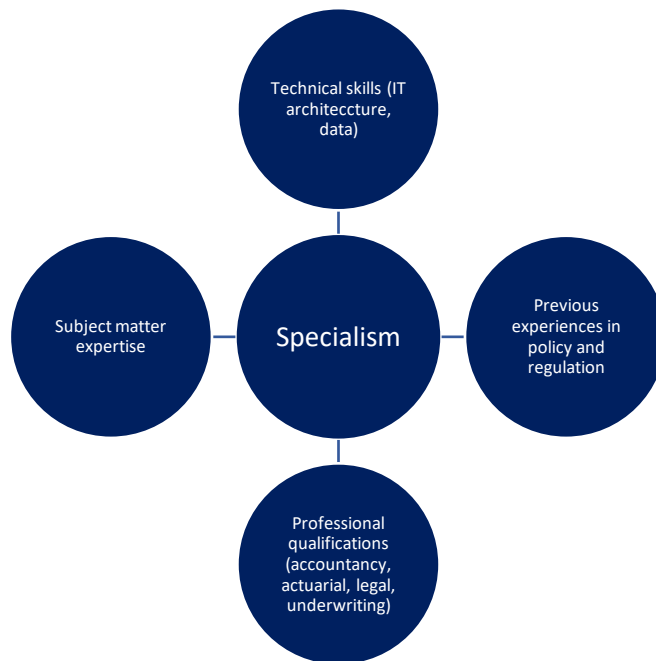 Technical skills (IT
architeccture,
data)
Subject matter
expertise
Specialism
Previous
experiences in
policy and
regulation
Professional
qualifications
(accountancy,
actuarial, legal,
underwriting)